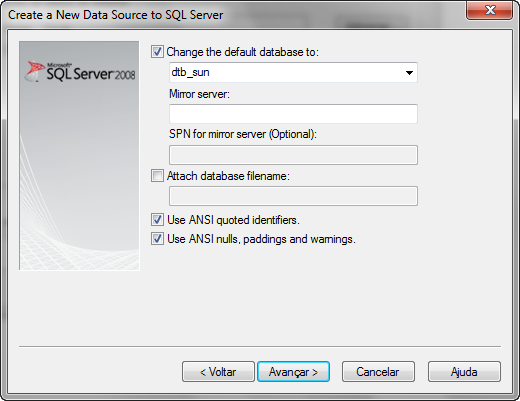 Create a New Data Source to SQL Server
Microsoft
SQL Server 2008
Change the default database to:
dtb_sun
Mirror server:
SPN for mirror server (Optional):
Attach database filename:
Use ANSI quoted identifiers.
Use ANSI nulls, paddings and warnings.
< Voltar
Avançar >
Cancelar
Ajuda